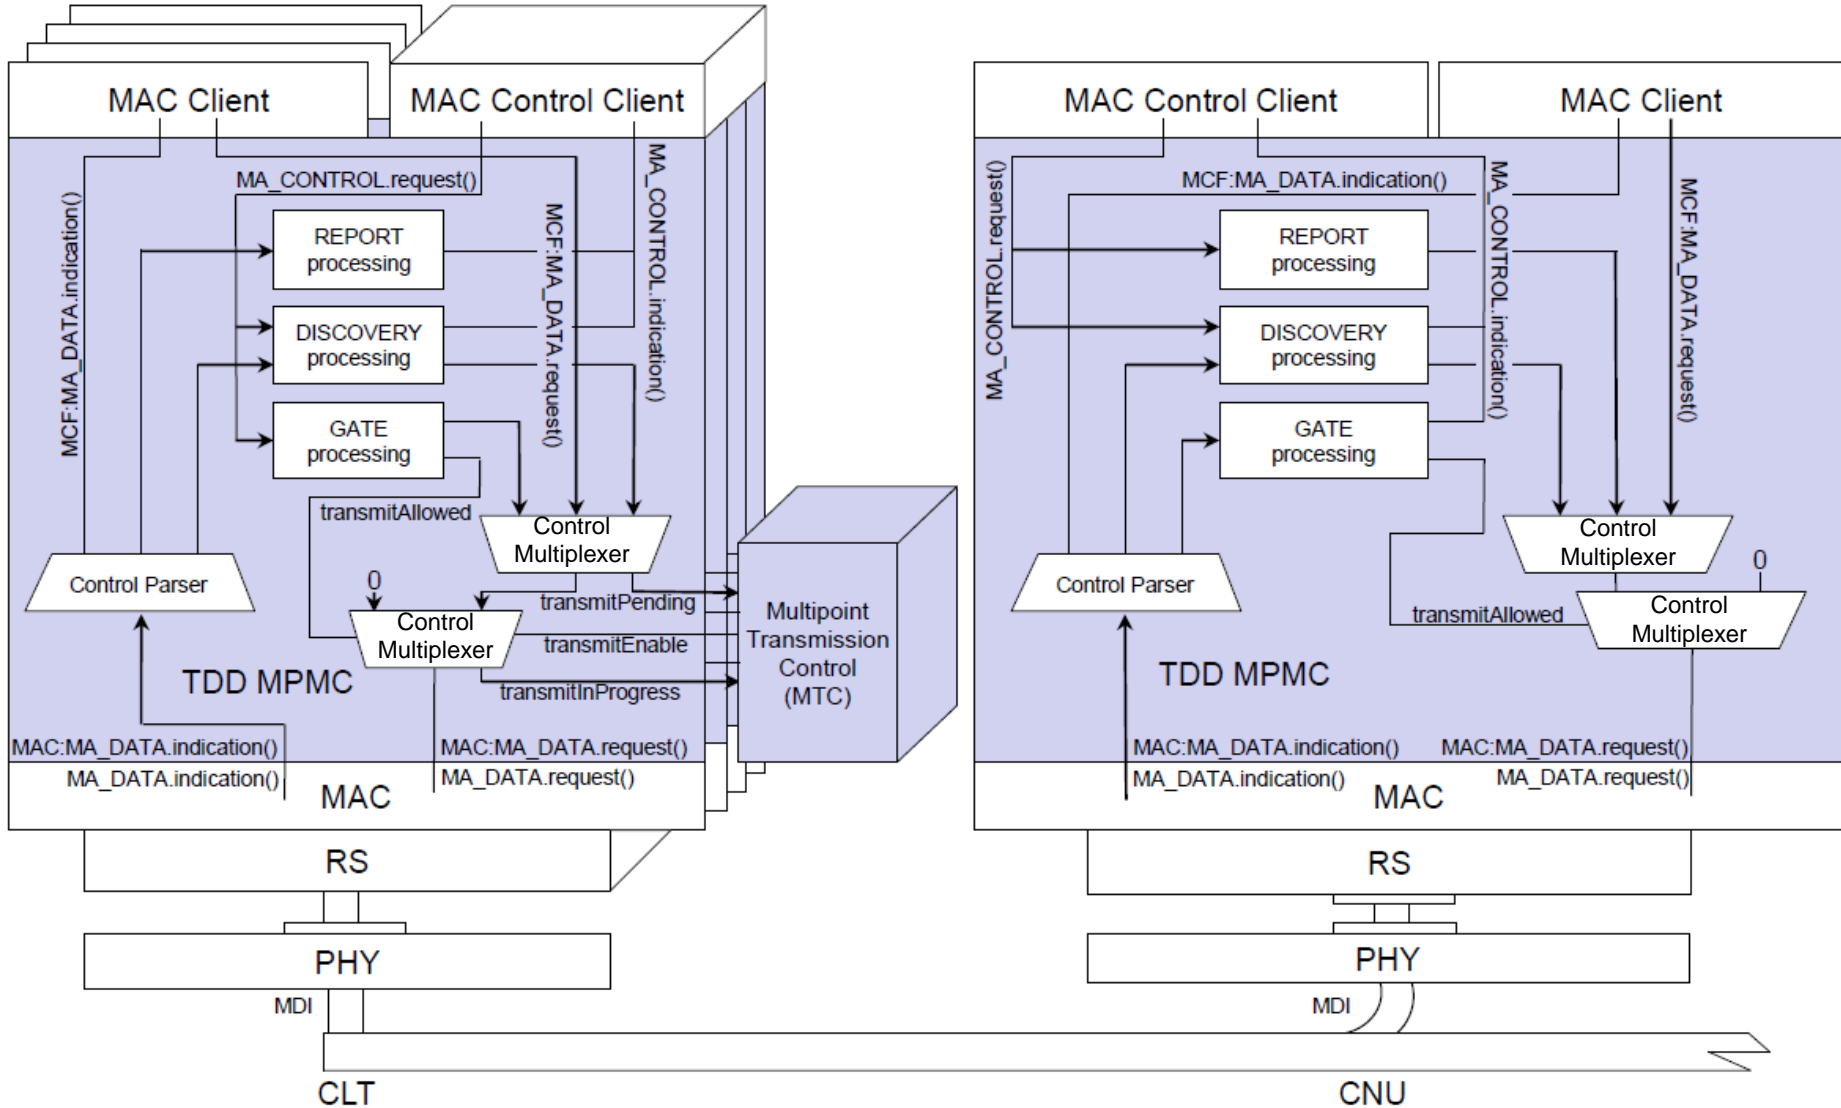 MAC Client
MAC Control Client
MA_CONTROL.request()
MCF:MA_DATA.indication()
MCF:MA_DATA.request()
MA_CONTROL.indication()
REPORT
processing
DISCOVERY
processing
GATE
processing
transmitAllowed
Control
Multiplexer
Control Parser
0
transmitPending
Control
Multiplexer
transmitEnable
transmitInProgress
TDD MPMC
Multipoint
Transmission
Control
(MTC)
MAC:MA_DATA.indication()
MAC:MA_DATA.request()
MA_DATA.indication()
MA_DATA.request()
MAC
RS
PHY
MDI
CLT
MAC Control Client
MAC Client
MA_CONTROL.request()
MCF:MA_DATA.indication()
MA_CONTROL.indication()
MCF:MA_DATA.request()
REPORT
processing
DISCOVERY
processing
GATE
processing
Control
Multiplexer
0
Control Parser
transmitAllowed
Control
Multiplexer
TDD MPMC
MAC:MA_DATA.indication()
MAC:MA_DATA.request()
MA_DATA.indication()
MA_DATA.request()
MAC
RS
PHY
MDI
CNU